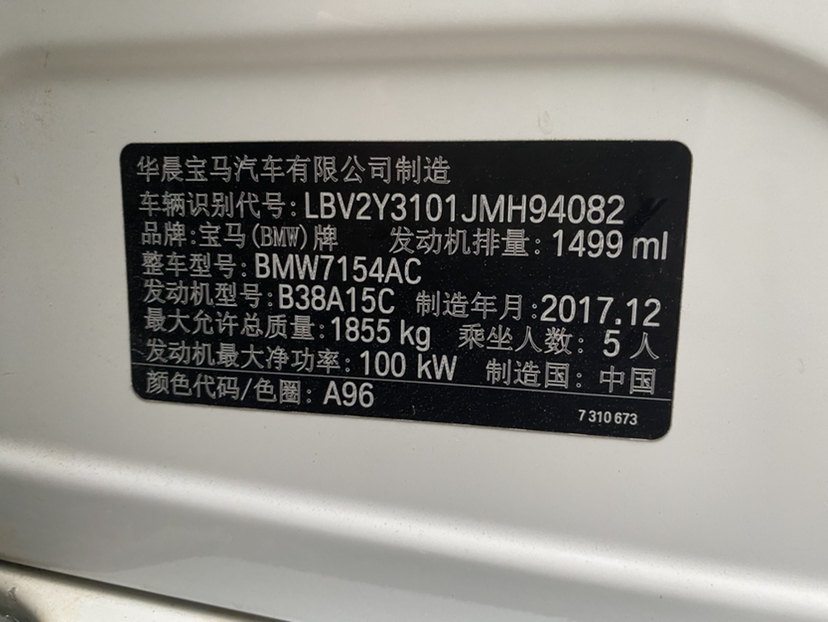 华晨宝马汽车有限公司制造
车辆识别代号:LBV2Y3101JMH94082
品牌:宝马(BMW)牌 发动机排量:1499 ml
整车型号:BMW7154AC
发动机型号:B38A15C 制造年月:2017.12
最大允许总质量:1855 kg 乘坐人数: 5 人
发动机最大净功率:100 kW 制造国: 中国
颜色代码/色圈: A96
7 310 673